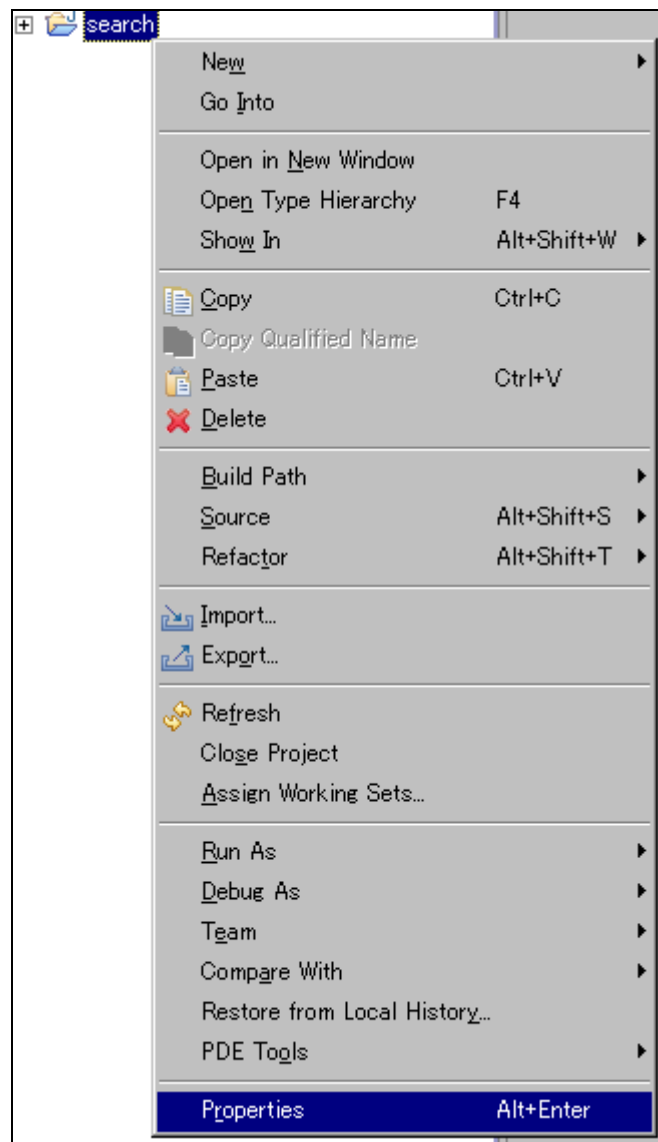 search
New
Go Into
Open in New Window
Open Type Hierarchy F4
Show In Alt+Shift+W
Copy Ctrl+C
Copy Qualified Name
Paste Ctrl+V
Delete
Build Path
Source Alt+Shift+S
Refactor Alt+Shift+T
Import...
Export...
Refresh
Close Project
Assign Working Sets...
Run As
Debug As
Team
Compare With
Restore from Local History...
PDE Tools
Properties Alt+Enter